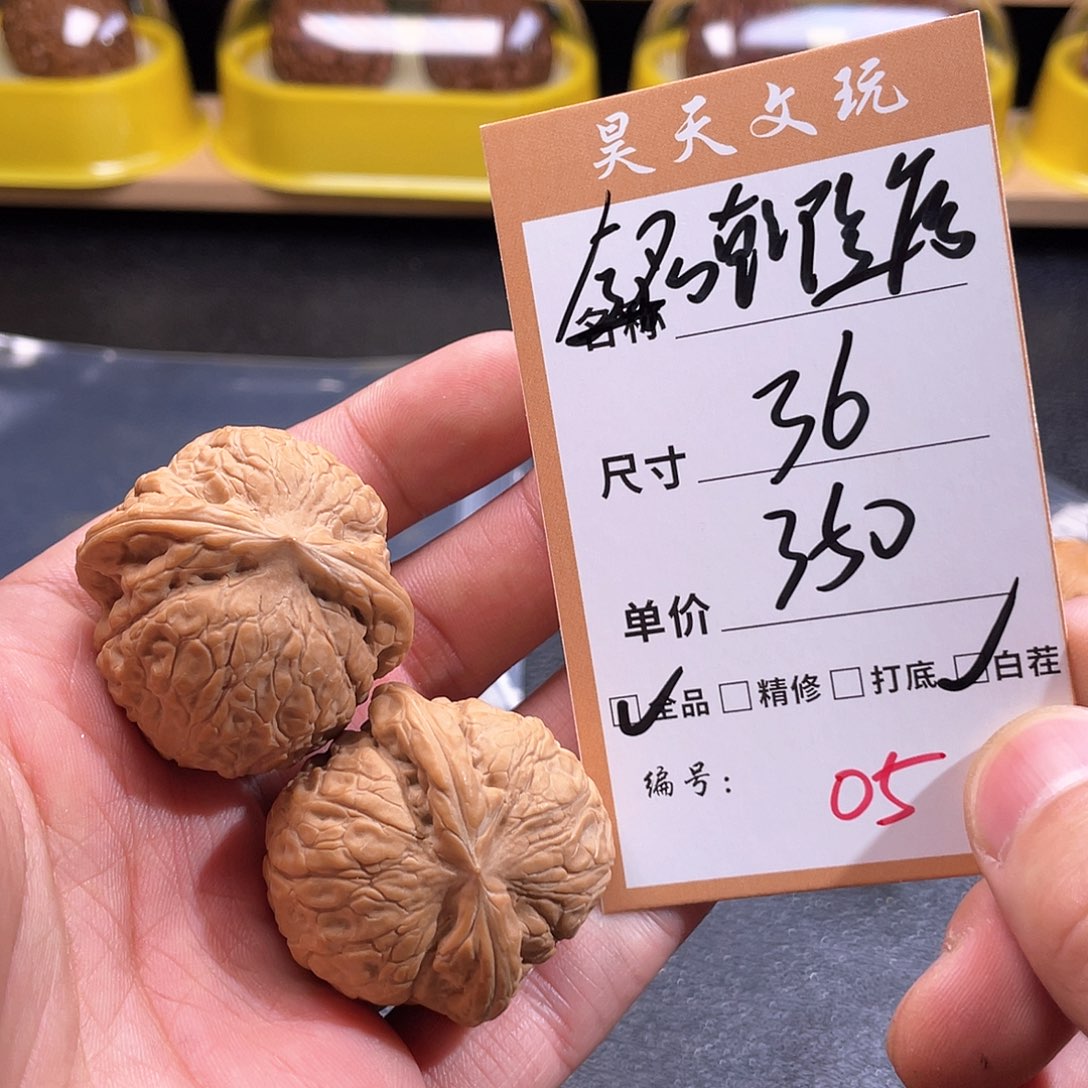 昊天文玩
名称
尺寸 36
单价 350
全品 精修 打底 白茬
编号: 05